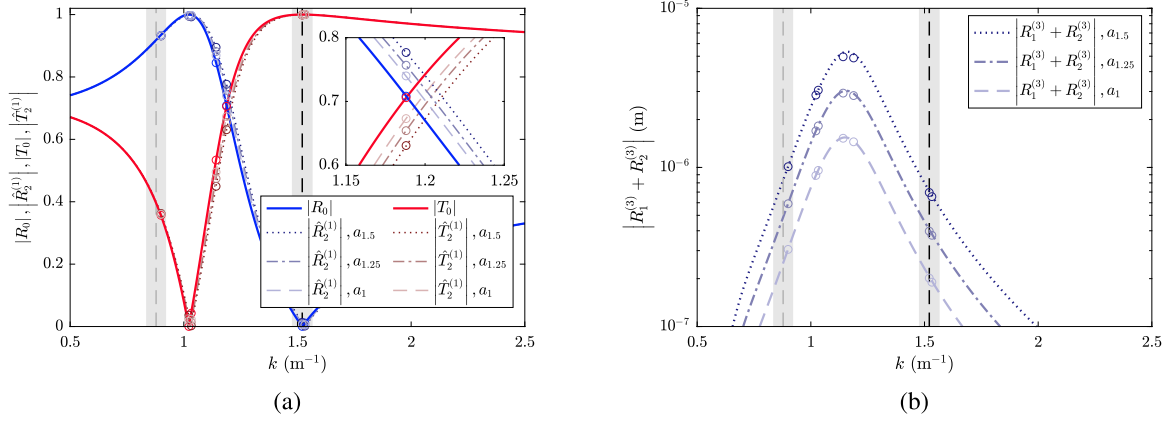 1
0.8
0.6
0.4
0.2
0
|R₀|, |R̂₂⁽¹⁾|, |T₀|, |T̂₂⁽¹⁾|
0.8
0.7
0.6
1.15 1.2 1.25
|R₀| |T₀|
|R̂₂⁽¹⁾|, a₁.₅ |T̂₂⁽¹⁾|, a₁.₅
|R̂₂⁽¹⁾|, a₁.₂₅ |T̂₂⁽¹⁾|, a₁.₂₅
|R̂₂⁽¹⁾|, a₁ |T̂₂⁽¹⁾|, a₁
0.5 1 1.5 2 2.5
k (m⁻¹)
(a)
10⁻⁵
10⁻⁶
10⁻⁷
|R₁⁽³⁾ + R₂⁽³⁾| (m)
|R₁⁽³⁾ + R₂⁽³⁾|, a₁.₅
|R₁⁽³⁾ + R₂⁽³⁾|, a₁.₂₅
|R₁⁽³⁾ + R₂⁽³⁾|, a₁
0.5 1 1.5 2 2.5
k (m⁻¹)
(b)